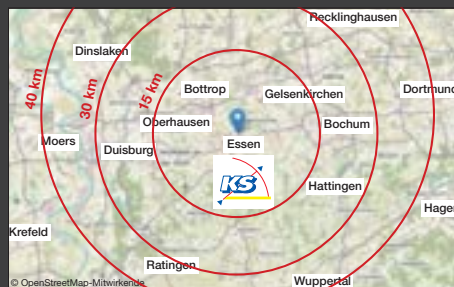 Recklinghausen
Dinslaken
40 km
30 km
15 km
Bottrop
Gelsenkirchen
Dortmund
Oberhausen
Bochum
Moers
Duisburg
Essen
KS
Hattingen
Hage
Krefeld
Ratingen
Wuppertal
© OpenStreetMap-Mitwirkende